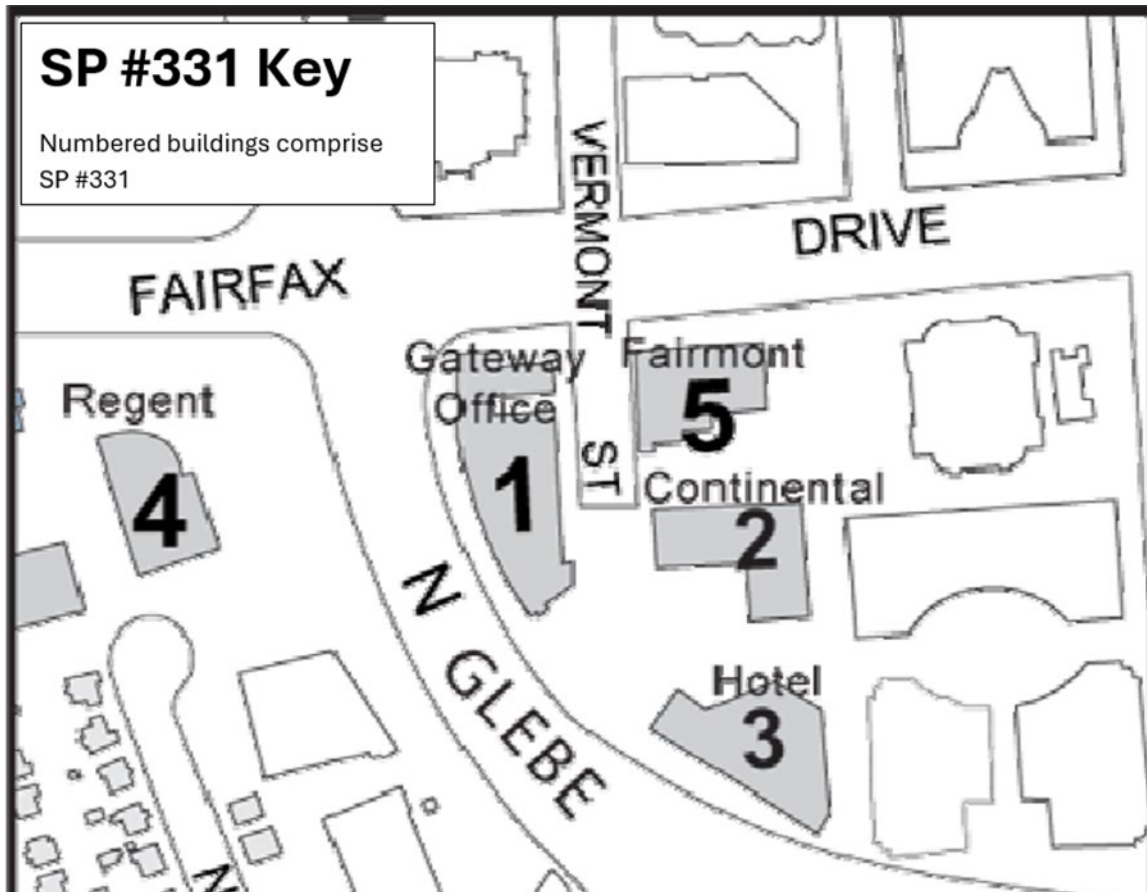 SP #331 Key
Numbered buildings comprise
SP #331
VERMONT
DRIVE
FAIRFAX
Gateway
Office
Fairmont
Regent
5
ST
4
1
Continental
2
N GLEBE
Hotel
3
N